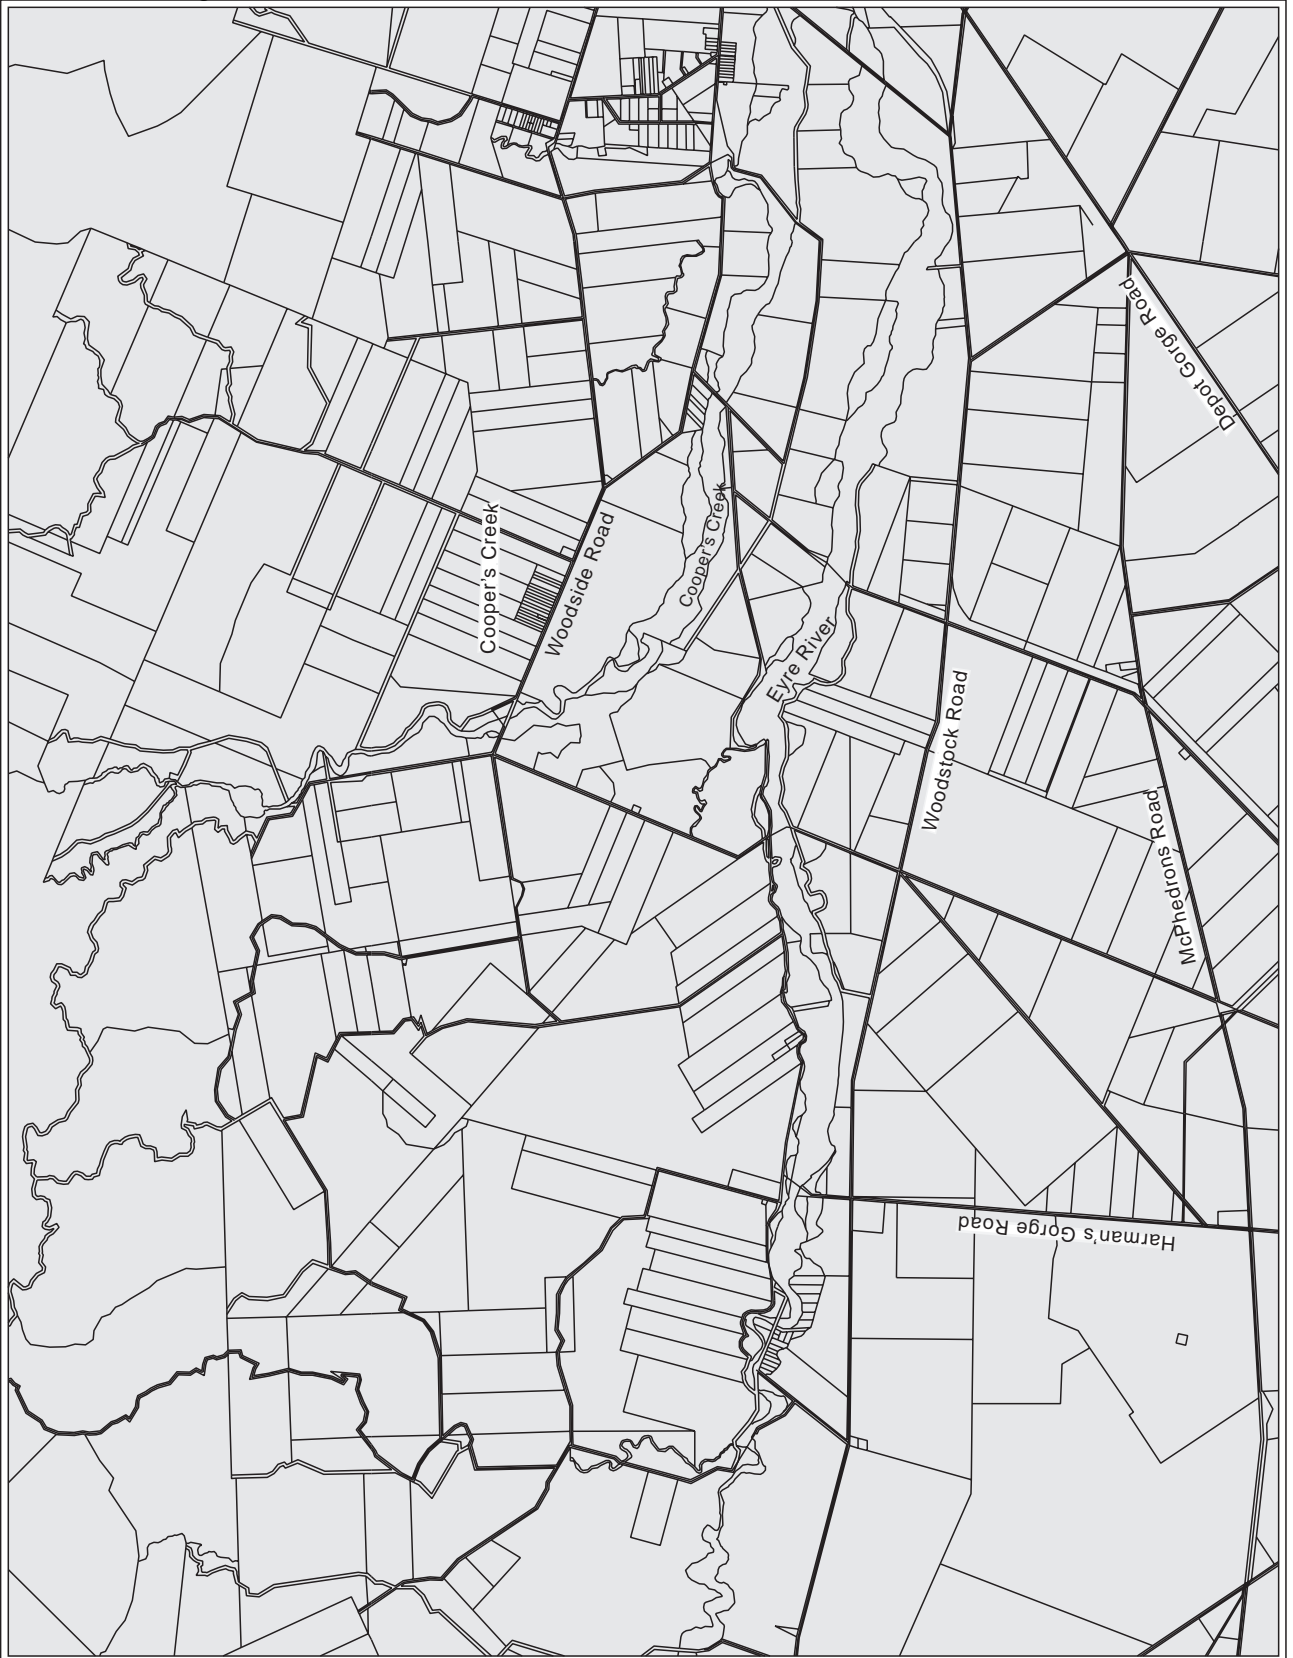 Depot Gorge Road
Cooper's Creek
Woodside Road
Cooper's Creek
Eyre River
Woodstock Road
McPhedrons Road
Harman's Gorge Road